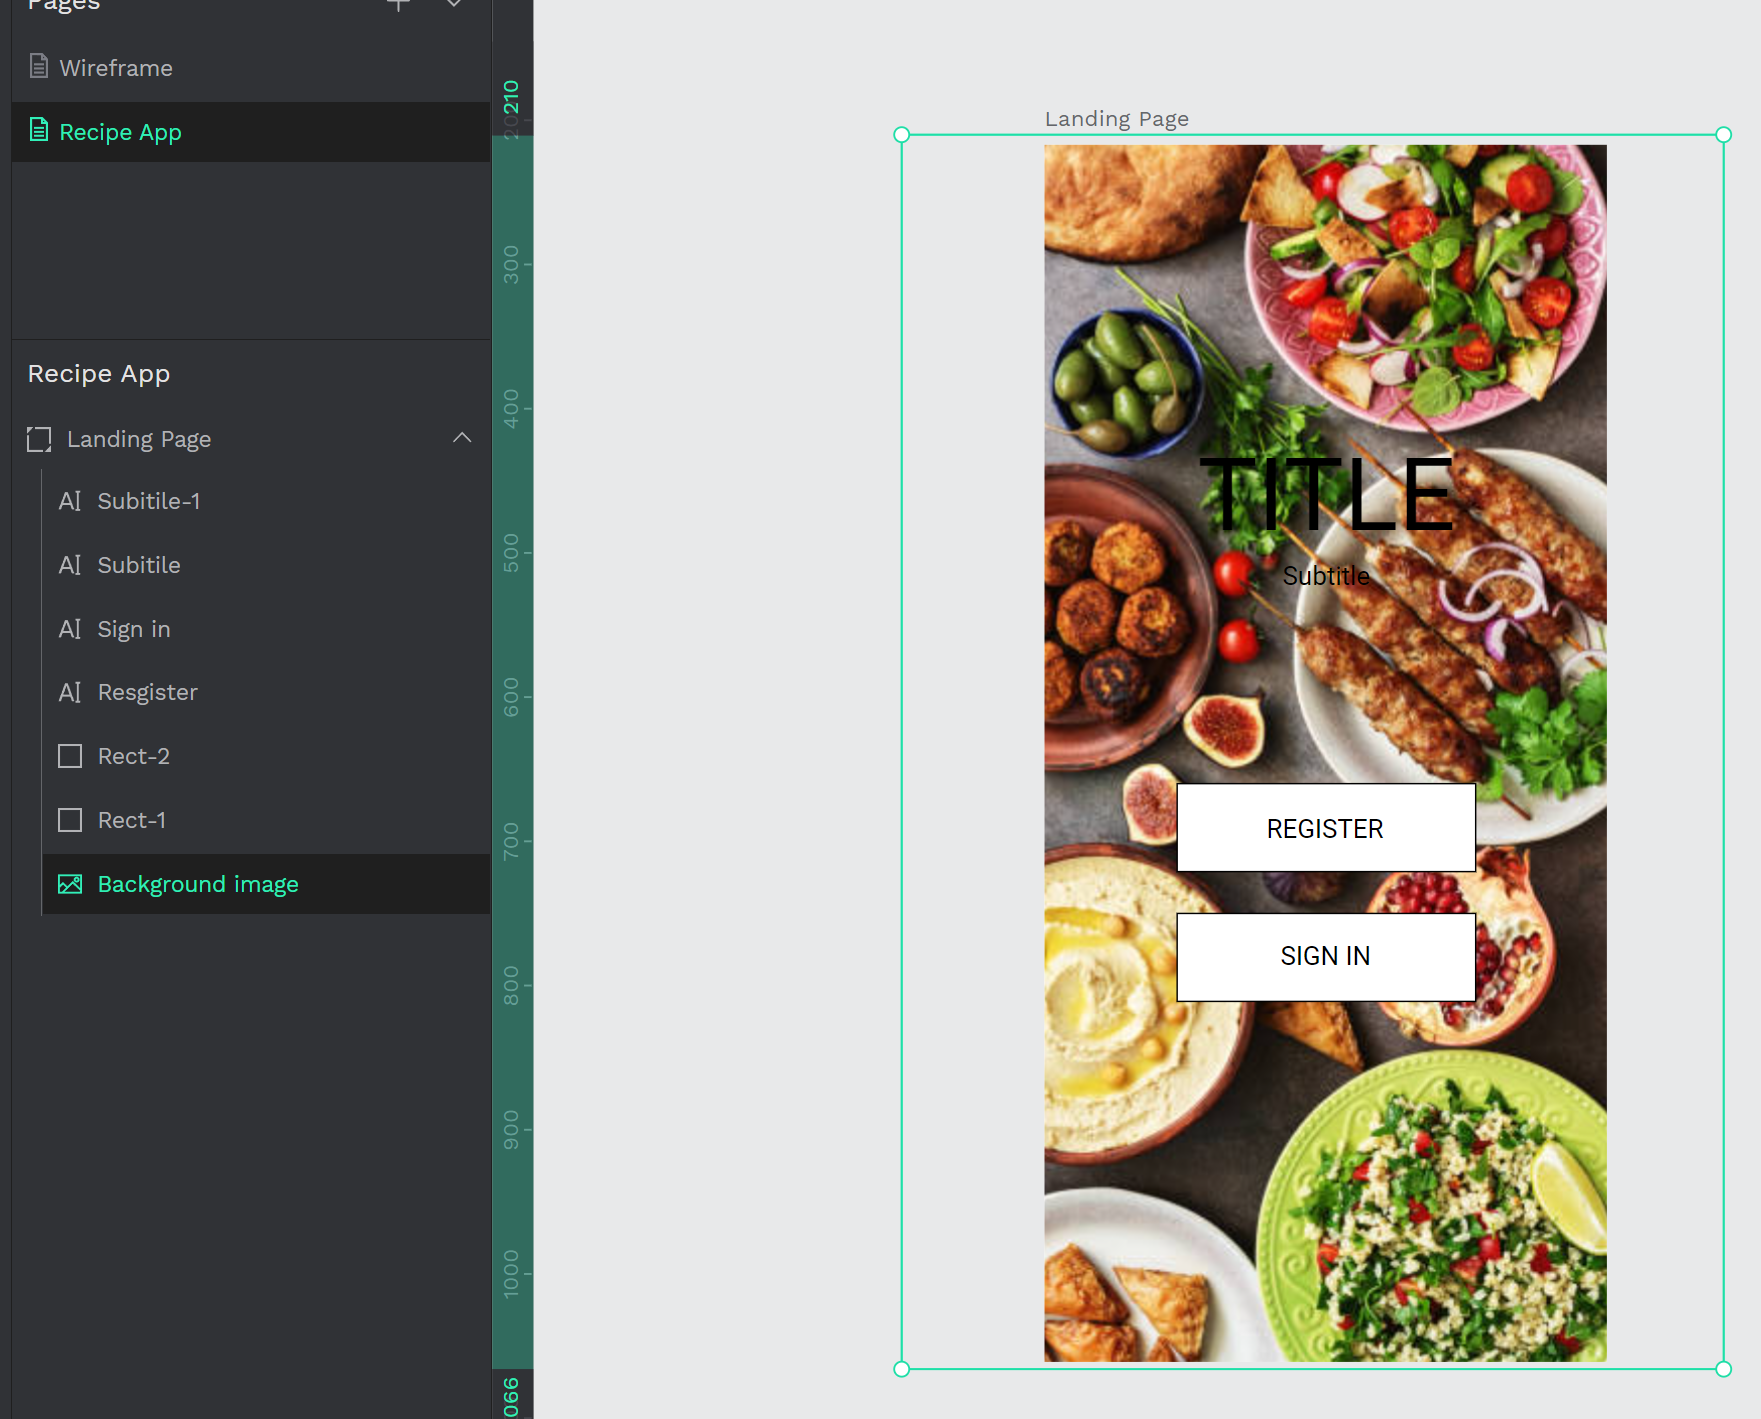 Pages
Wireframe
Recipe App
Recipe App
Landing Page
Subitile-1
Subitile
Sign in
Resgister
Rect-2
Rect-1
Background image
210
300
400
500
600
700
800
900
1000
066
Landing Page
TITLE
Subtitle
REGISTER
SIGN IN